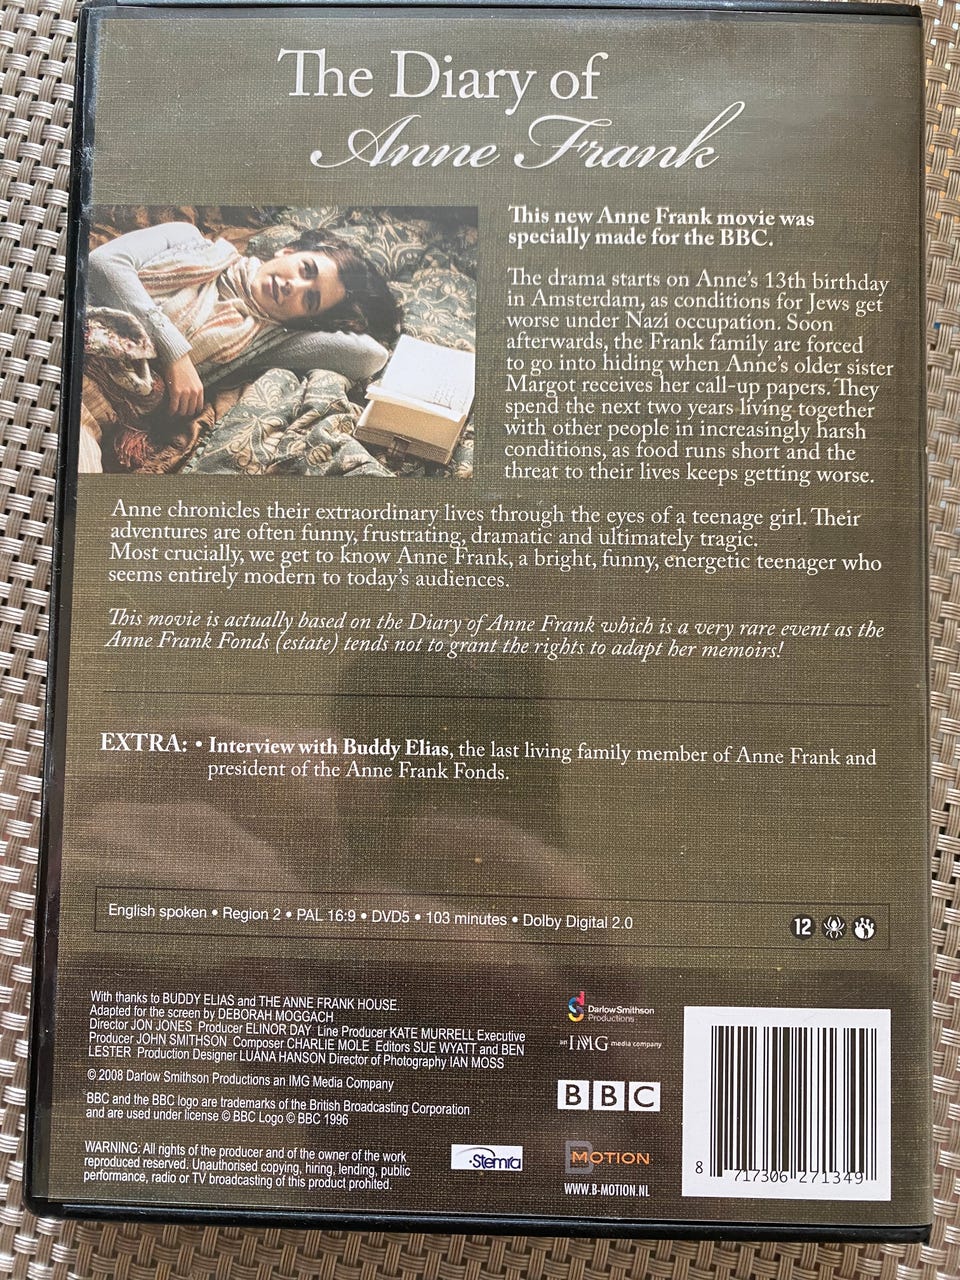 The Diary of
Anne Frank
This new Anne Frank movie was
specially made for the BBC.
The drama starts on Anne's 13th birthday
in Amsterdam, as conditions for Jews get
worse under Nazi occupation. Soon
afterwards, the Frank family are forced
to go into hiding when Anne's older sister
Margot receives her call-up papers. They
spend the next two years living together
with other people in increasingly harsh
conditions, as food runs short and the
threat to their lives keeps getting worse.
Anne chronicles their extraordinary lives through the eyes of a teenage girl. Their
adventures are often funny, frustrating, dramatic and ultimately tragic.
Most crucially, we get to know Anne Frank, a bright, funny, energetic teenager who
seems entirely modern to today's audiences.
This movie is actually based on the Diary of Anne Frank which is a very rare event as the
Anne Frank Fonds (estate) tends not to grant the rights to adapt her memoirs!
EXTRA: • Interview with Buddy Elias, the last living family member of Anne Frank and
president of the Anne Frank Fonds.
English spoken • Region 2 • PAL 16:9 • DVD5 • 103 minutes • Dolby Digital 2.0
12
With thanks to BUDDY ELIAS and THE ANNE FRANK HOUSE.
Adapted for the screen by DEBORAH MOGGACH
Director JON JONES Producer ELINOR DAY Line Producer KATE MURRELL Executive
Producer JOHN SMITHSON Composer CHARLIE MOLE Editors SUE WYATT and BEN
LESTER Production Designer LUANA HANSON Director of Photography IAN MOSS
© 2008 Darlow Smithson Productions an IMG Media Company
BBC and the BBC logo are trademarks of the British Broadcasting Corporation
and are used under license © BBC Logo © BBC 1996
WARNING: All rights of the producer and of the owner of the work
reproduced reserved. Unauthorised copying, hiring, lending, public
performance, radio or TV broadcasting of this product prohited.
Stemra
Darlow Smithson
Productions
an IMG media company
BBC
B MOTION
WWW.B-MOTION.NL
8 717306 271349